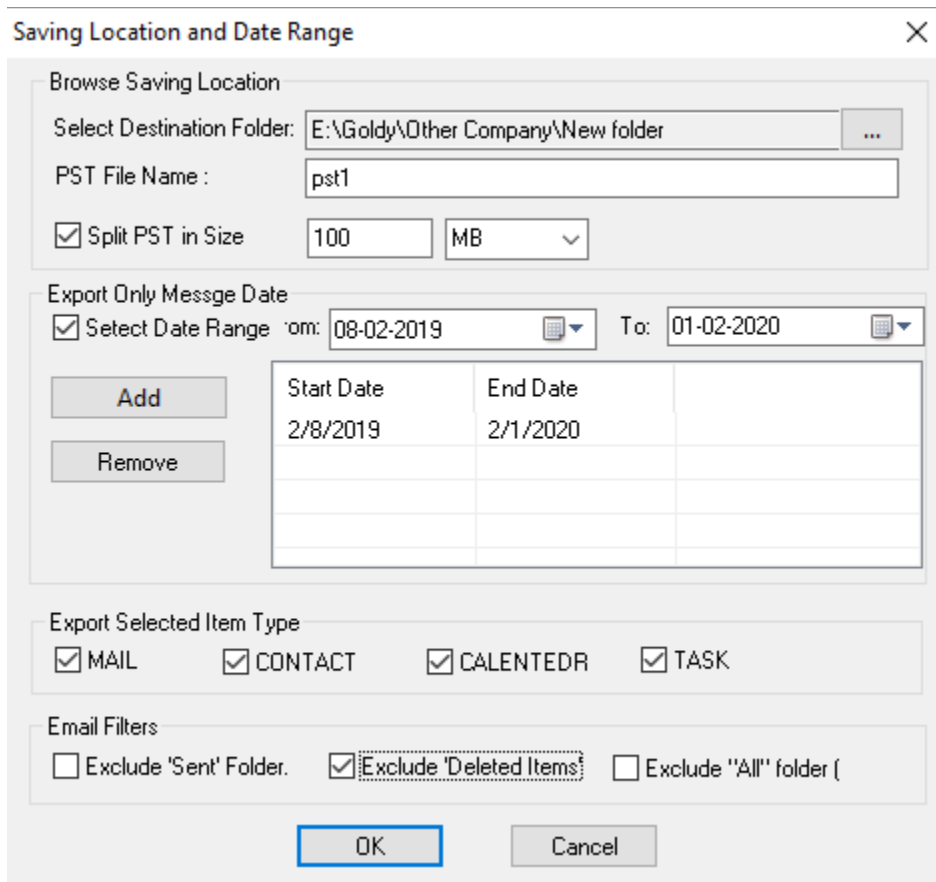 Saving Location and Date Range
Browse Saving Location
Select Destination Folder: E:\Goldy\Other Company\New folder ...
PST File Name : pst1
Split PST in Size 100 MB
Export Only Messge Date
Setect Date Range rom: 08-02-2019 To: 01-02-2020
Add
Start Date End Date
2/8/2019 2/1/2020
Remove
Export Selected Item Type
MAIL CONTACT CALENTEDR TASK
Email Filters
Exclude 'Sent' Folder. Exclude 'Deleted Items' Exclude "All" folder (
OK Cancel